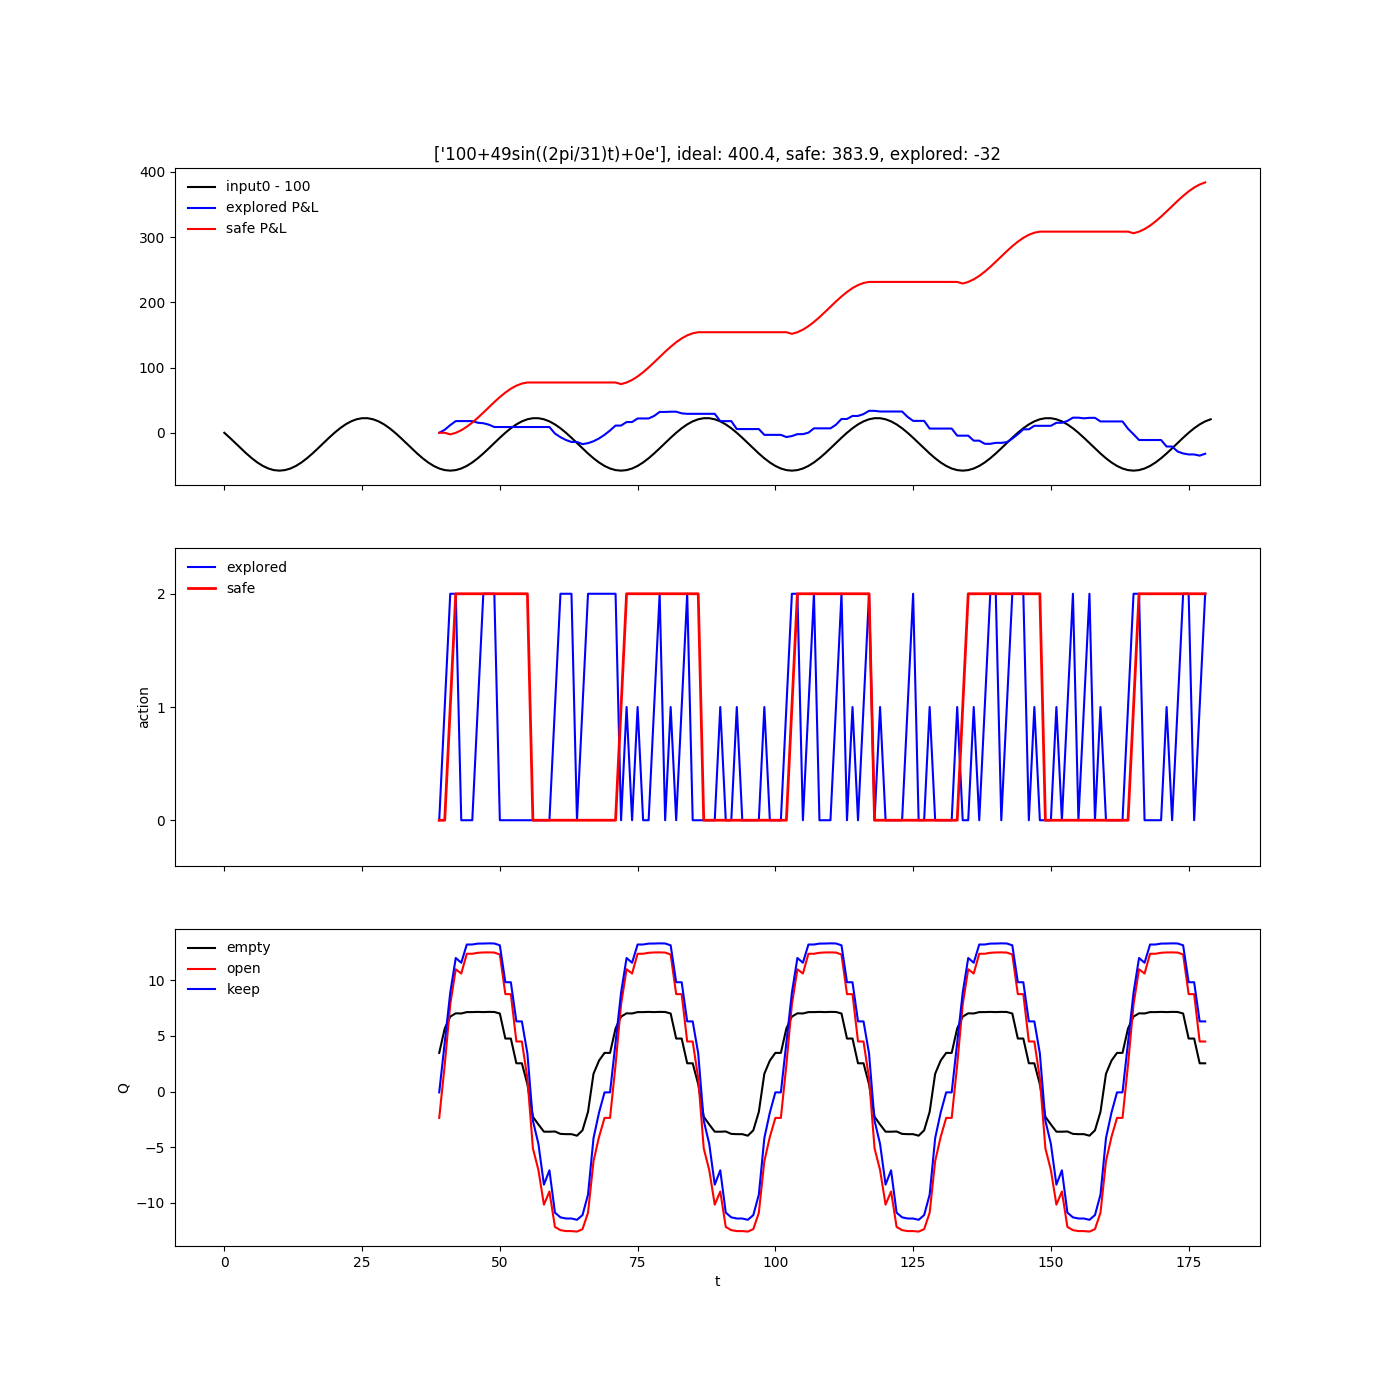 ['100+49sin((2pi/31)t)+0e'], ideal: 400.4, safe: 383.9, explored: -32
400
300
200
100
0
input0 - 100
explored P&L
safe P&L
action
2
1
0
explored
safe
Q
10
5
0
−5
−10
empty
open
keep
0 25 50 75 100 125 150 175
t